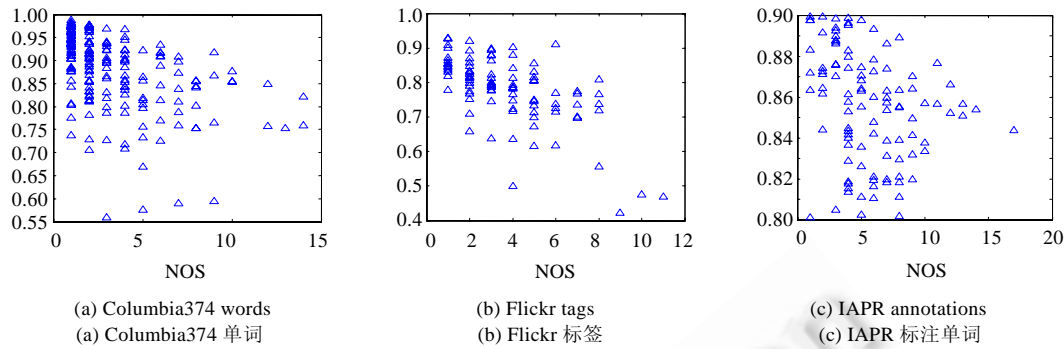 1.00
0.95
0.90
0.85
0.80
0.75
0.70
0.65
0.60
0.55
0 5 10 15
NOS
(a) Columbia374 words
(a) Columbia374 单词
1.0
0.9
0.8
0.7
0.6
0.5
0.4
0 2 4 6 8 10 12
NOS
(b) Flickr tags
(b) Flickr 标签
0.90
0.88
0.86
0.84
0.82
0.80
0 5 10 15 20
NOS
(c) IAPR annotations
(c) IAPR 标注单词